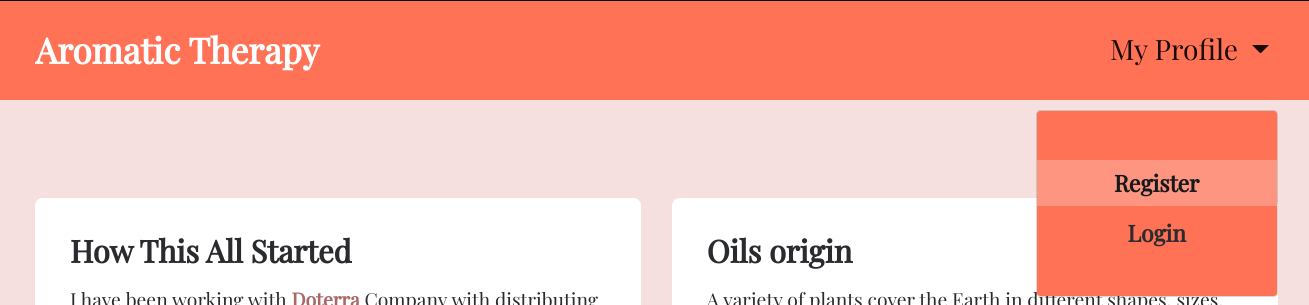 Aromatic Therapy
My Profile
Register
Login
How This All Started
I have been working with Doterra Company with distributing
Oils origin
A variety of plants cover the Earth in different shapes, sizes